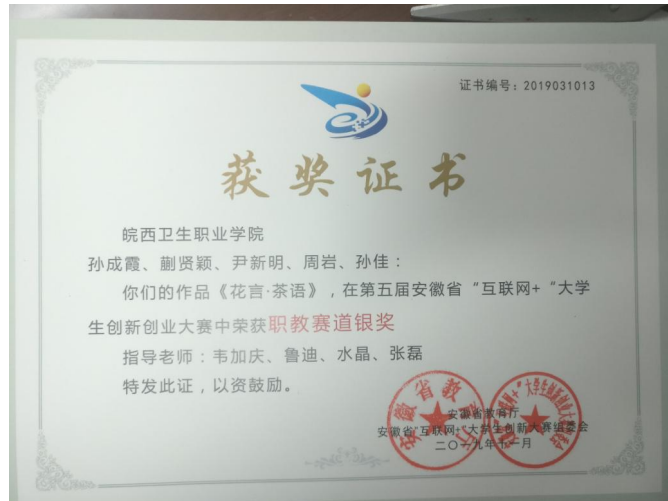 证书编号：2019031013
获奖证书
皖西卫生职业学院
孙成霞、蒯贤颖、尹新明、周岩、孙佳：
你们的作品《花言·茶语》，在第五届安徽省“互联网+“大学
生创新创业大赛中荣获职教赛道银奖
指导老师：韦加庆、鲁迪、水晶、张磊
特发此证，以资鼓励。
安徽省教育厅
安徽省“互联网+”大学生创新大赛组委会
二〇一九年十一月